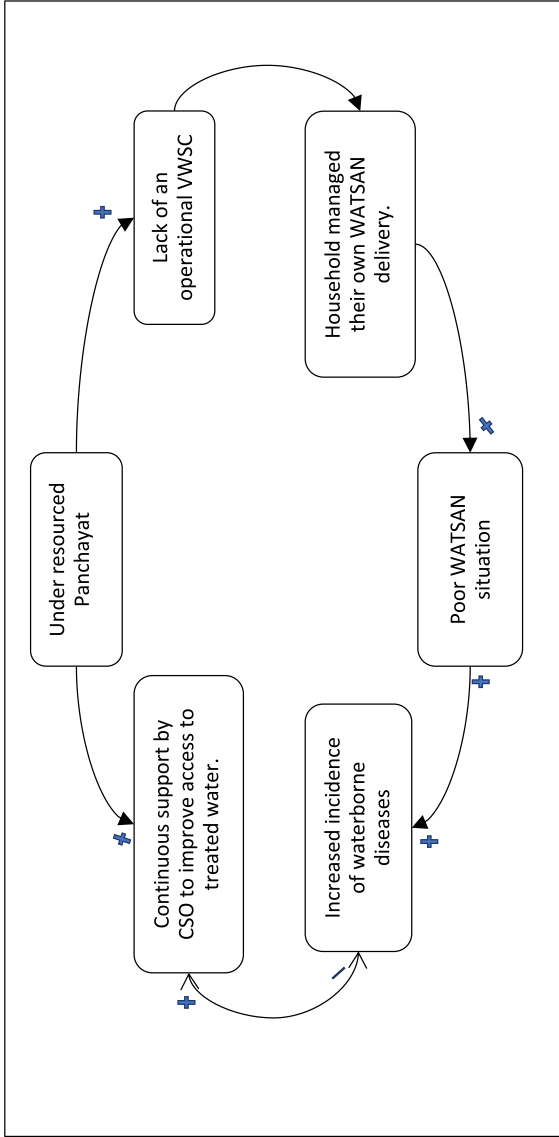 Under resourced
Panchayat
Lack of an
operational VWSC
Household managed
their own WATSAN
delivery.
Poor WATSAN
situation
Increased incidence
of waterborne
diseases
Continuous support by
CSO to improve access to
treated water.